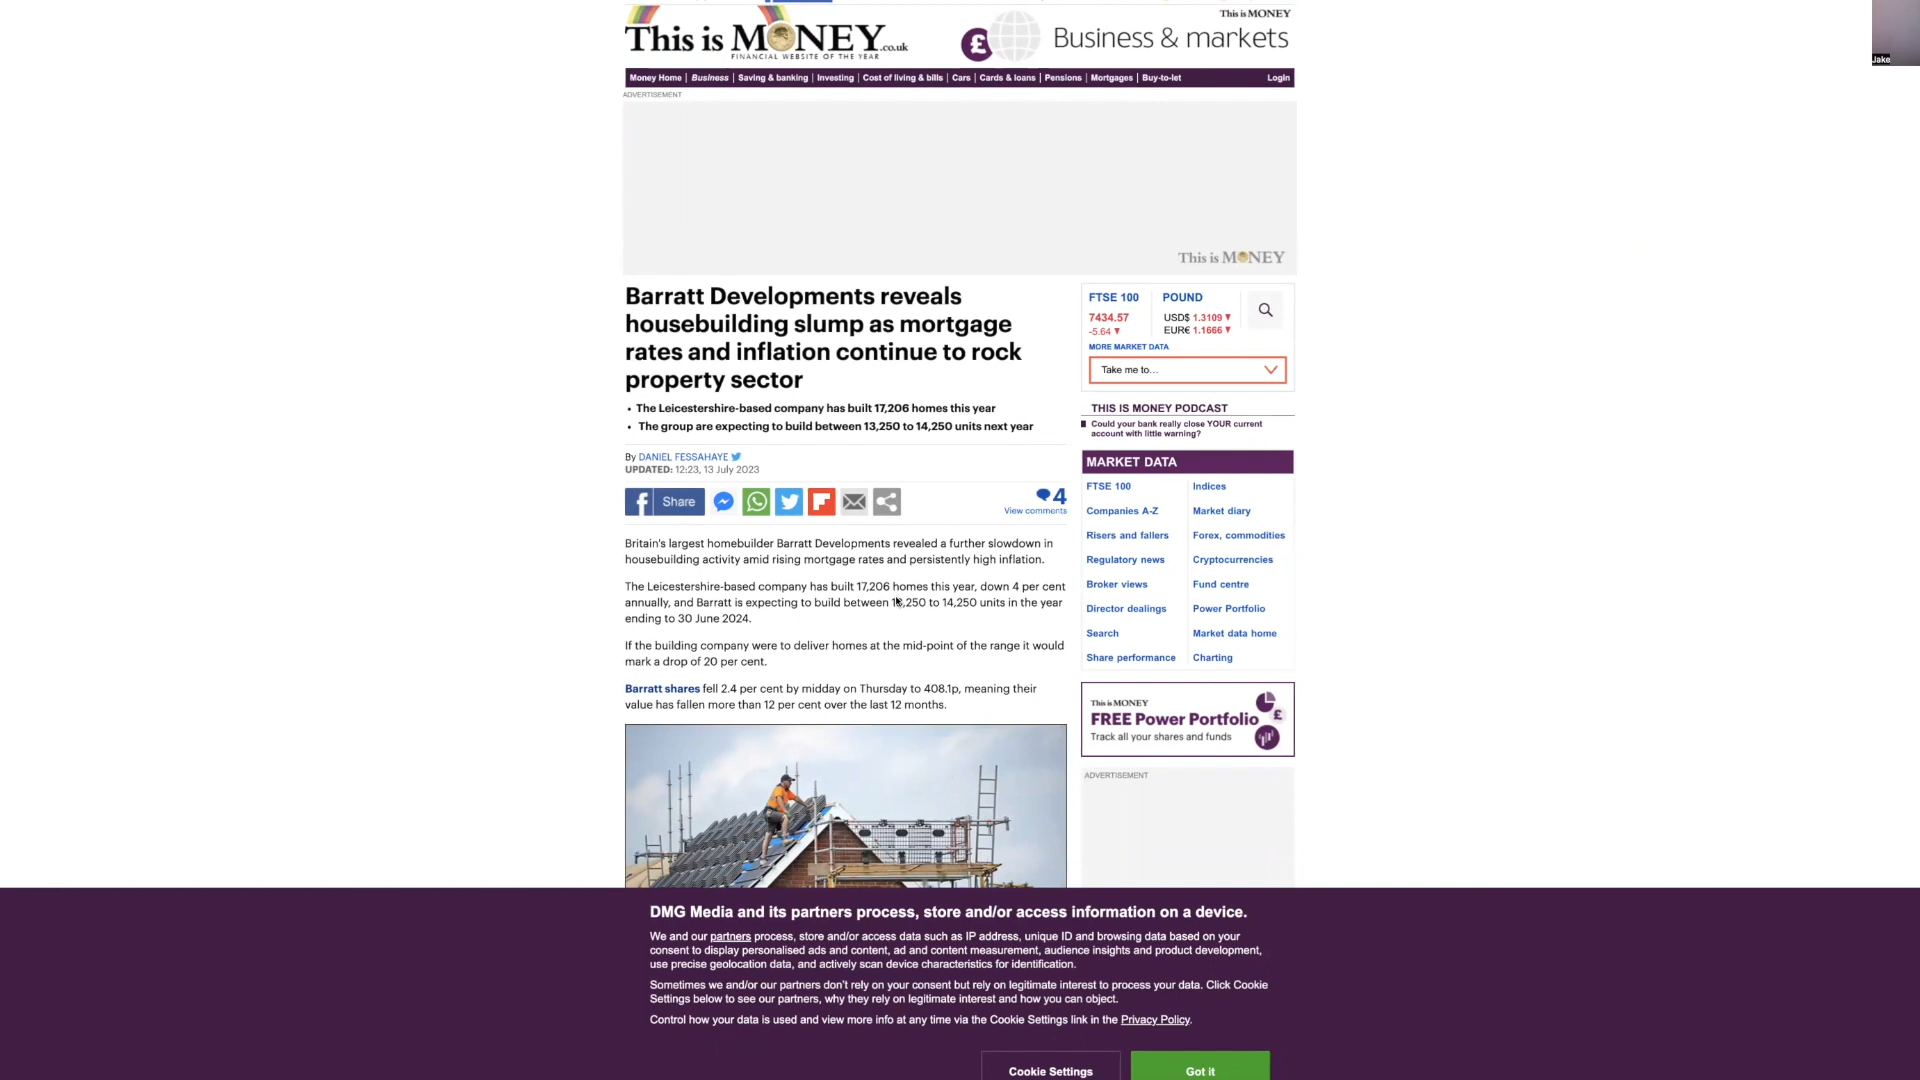 This is MONEY
This is MONEY.co.uk
FINANCIAL WEBSITE OF THE YEAR
£ Business & markets
Money Home | Business | Saving & banking | Investing | Cost of living & bills | Cars | Cards & loans | Pensions | Mortgages | Buy-to-let Login
ADVERTISEMENT
This is MONEY
Barratt Developments reveals
housebuilding slump as mortgage
rates and inflation continue to rock
property sector
• The Leicestershire-based company has built 17,206 homes this year
• The group are expecting to build between 13,250 to 14,250 units next year
By DANIEL FESSAHAYE
UPDATED: 12:23, 13 July 2023
Share
4
View comments
Britain's largest homebuilder Barratt Developments revealed a further slowdown in
housebuilding activity amid rising mortgage rates and persistently high inflation.
The Leicestershire-based company has built 17,206 homes this year, down 4 per cent
annually, and Barratt is expecting to build between 13,250 to 14,250 units in the year
ending to 30 June 2024.
If the building company were to deliver homes at the mid-point of the range it would
mark a drop of 20 per cent.
Barratt shares fell 2.4 per cent by midday on Thursday to 408.1p, meaning their
value has fallen more than 12 per cent over the last 12 months.
FTSE 100 POUND
7434.57 USD$ 1.3109 ▼
-5.64 ▼ EUR€ 1.1666 ▼
MORE MARKET DATA
Take me to...
THIS IS MONEY PODCAST
Could your bank really close YOUR current
account with little warning?
MARKET DATA
FTSE 100 Indices
Companies A-Z Market diary
Risers and fallers Forex, commodities
Regulatory news Cryptocurrencies
Broker views Fund centre
Director dealings Power Portfolio
Search Market data home
Share performance Charting
This is MONEY
FREE Power Portfolio
Track all your shares and funds
£
ADVERTISEMENT
DMG Media and its partners process, store and/or access information on a device.
We and our partners process, store and/or access data such as IP address, unique ID and browsing data based on your
consent to display personalised ads and content, ad and content measurement, audience insights and product development,
use precise geolocation data, and actively scan device characteristics for identification.
Sometimes we and/or our partners don't rely on your consent but rely on legitimate interest to process your data. Click Cookie
Settings below to see our partners, why they rely on legitimate interest and how you can object.
Control how your data is used and view more info at any time via the Cookie Settings link in the Privacy Policy.
Cookie Settings Got it
Jake